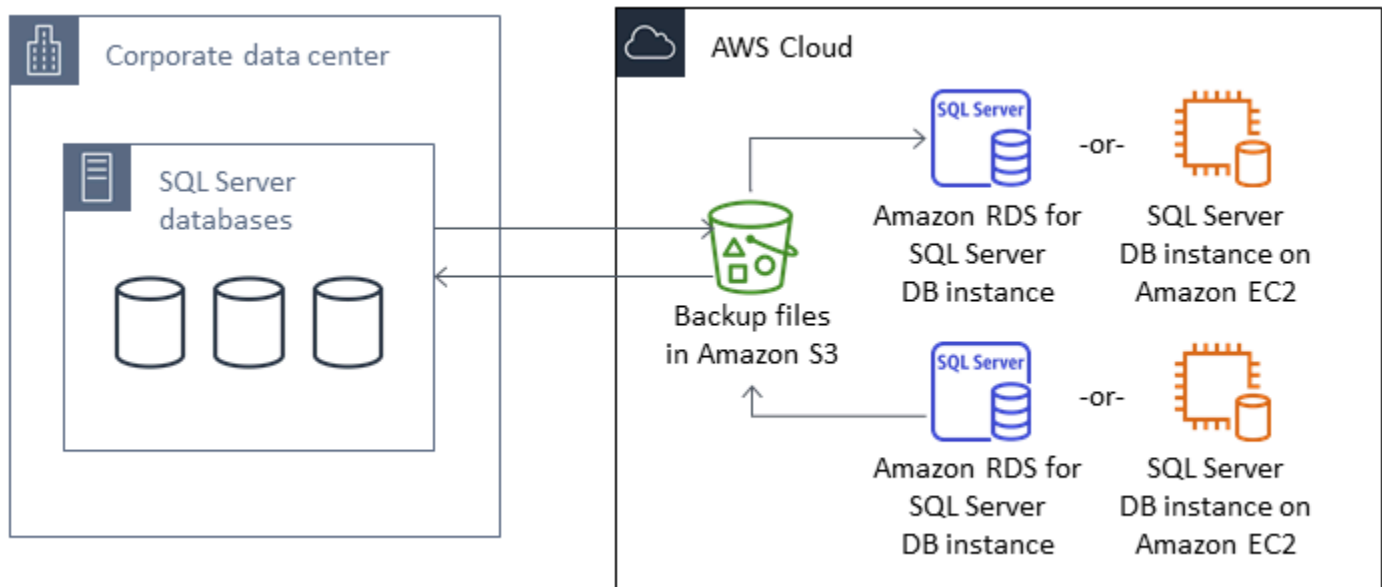 Corporate data center
SQL Server
databases
AWS Cloud
Backup files
in Amazon S3
SQL Server
-or-
Amazon RDS for
SQL Server
DB instance
SQL Server
DB instance on
Amazon EC2
SQL Server
-or-
Amazon RDS for
SQL Server
DB instance
SQL Server
DB instance on
Amazon EC2